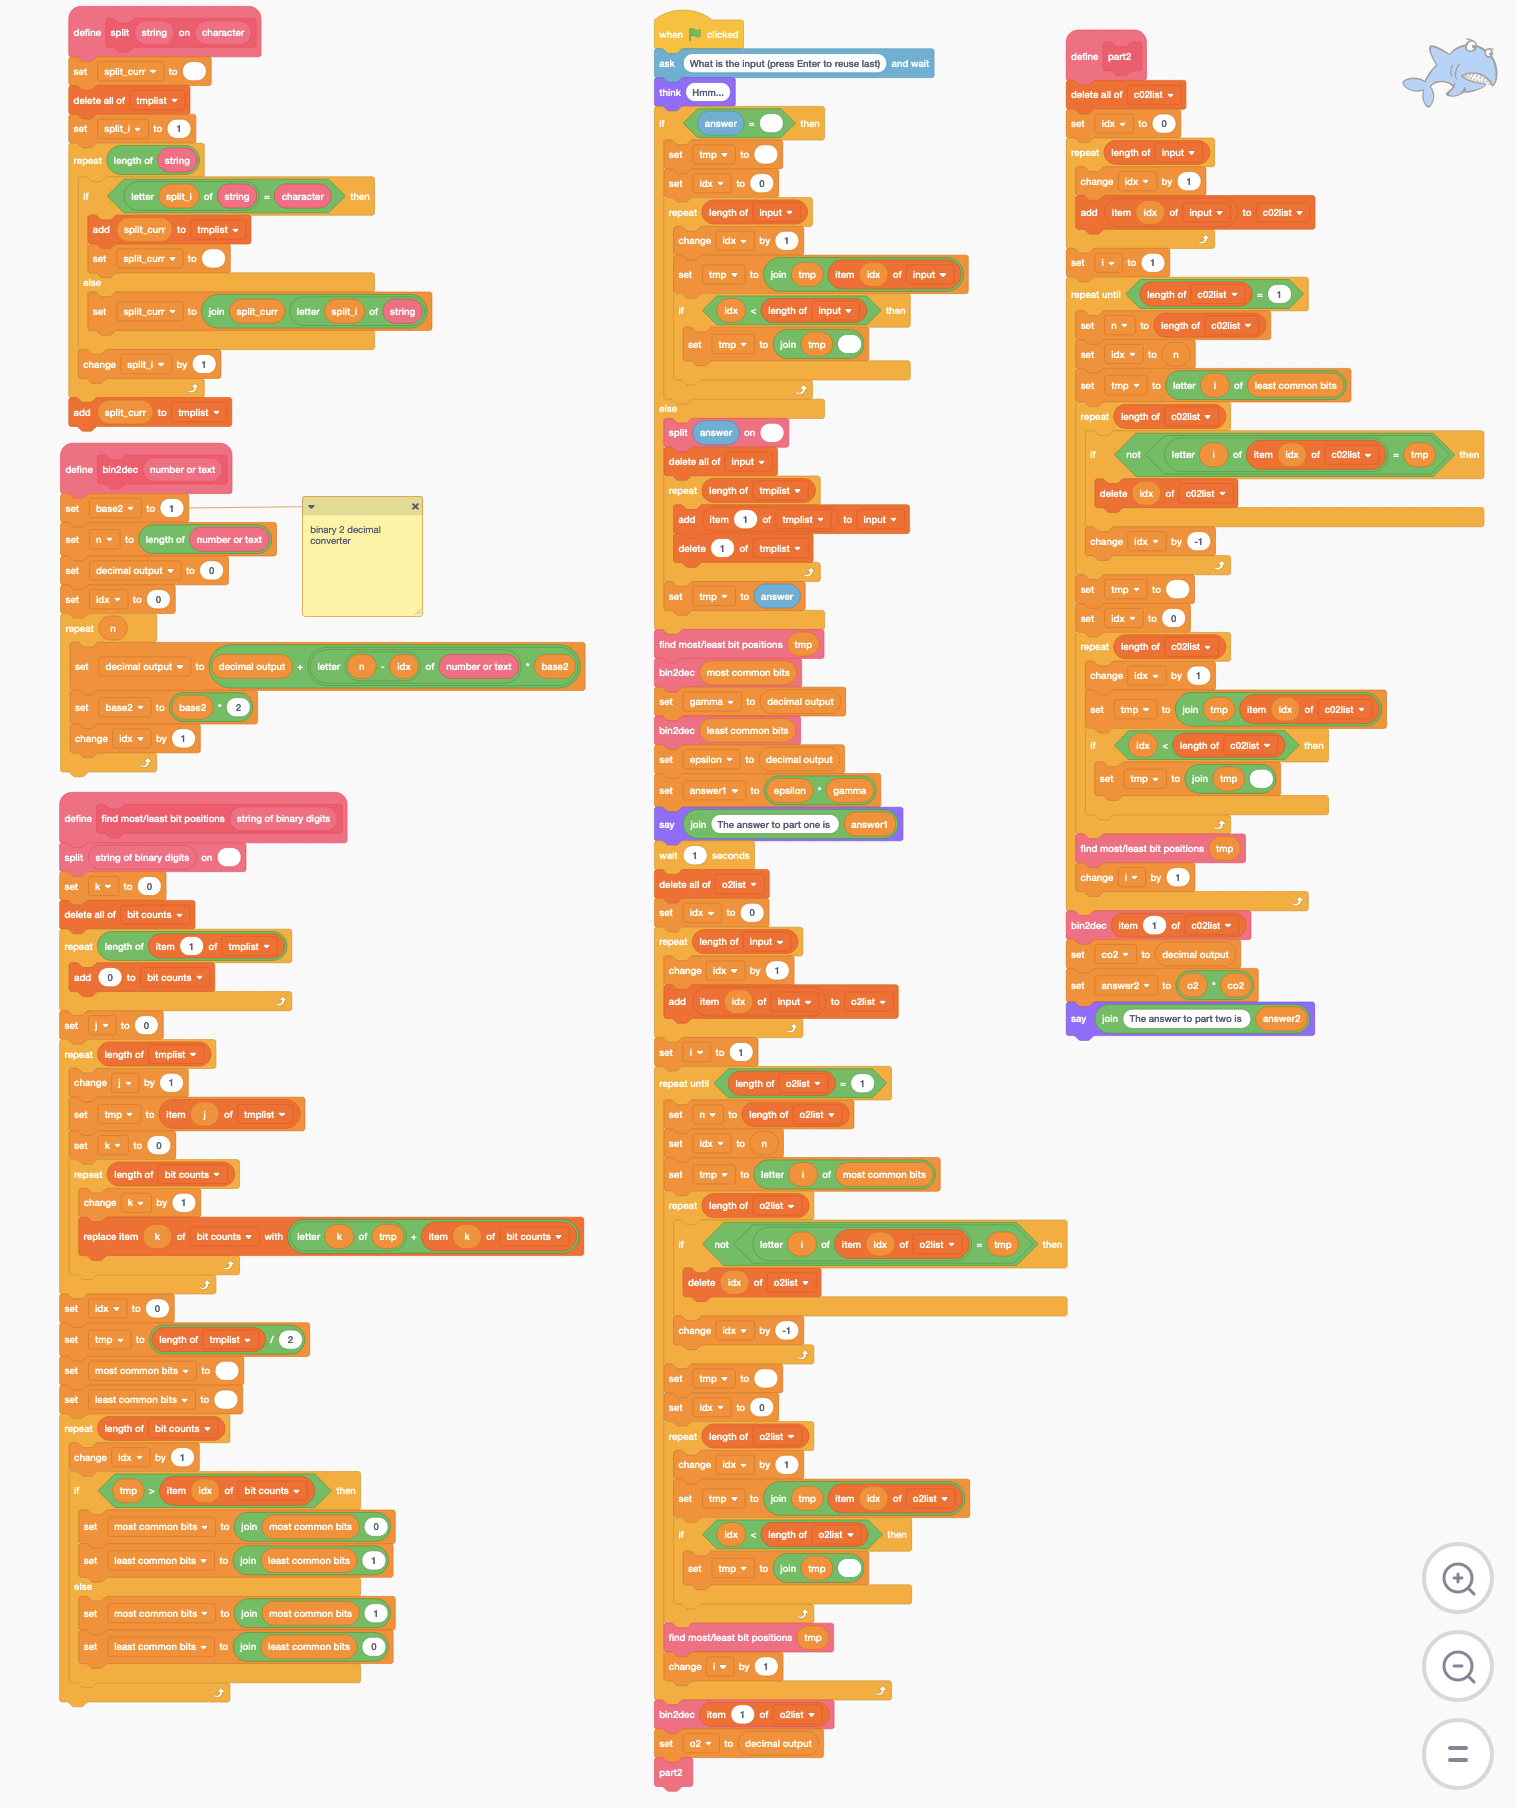 define split string on character
set split_curr to
delete all of tmplist
set split_i to 1
repeat length of string
if letter split_i of string = character then
add split_curr to tmplist
set split_curr to
else
set split_curr to join split_curr letter split_i of string
change split_i by 1
add split_curr to tmplist
define bin2dec number or text
set base2 to 1
set n to length of number or text
set decimal output to 0
set idx to 0
repeat n
set decimal output to decimal output + letter n - idx of number or text * base2
set base2 to base2 * 2
change idx by 1
binary 2 decimal
converter
define find most/least bit positions string of binary digits
split string of binary digits on
set k to 0
delete all of bit counts
repeat length of item 1 of tmplist
add 0 to bit counts
set j to 0
repeat length of tmplist
change j by 1
set tmp to item j of tmplist
set k to 0
repeat length of bit counts
change k by 1
replace item k of bit counts with letter k of tmp + item k of bit counts
set idx to 0
set tmp to length of tmplist / 2
set most common bits to
set least common bits to
repeat length of bit counts
change idx by 1
if tmp > item idx of bit counts then
set most common bits to join most common bits 0
set least common bits to join least common bits 1
else
set most common bits to join most common bits 1
set least common bits to join least common bits 0
when clicked
ask What is the input (press Enter to reuse last) and wait
think Hmm...
if answer = then
set tmp to
set idx to 0
repeat length of input
change idx by 1
set tmp to join tmp item idx of input
if idx < length of input then
set tmp to join tmp
else
split answer on
delete all of input
repeat length of tmplist
add item 1 of tmplist to input
delete 1 of tmplist
set tmp to answer
find most/least bit positions tmp
bin2dec most common bits
set gamma to decimal output
bin2dec least common bits
set epsilon to decimal output
set answer1 to epsilon * gamma
say join The answer to part one is answer1
wait 1 seconds
delete all of o2list
set idx to 0
repeat length of input
change idx by 1
add item idx of input to o2list
set i to 1
repeat until length of o2list = 1
set n to length of o2list
set idx to n
set tmp to letter i of most common bits
repeat length of o2list
if not letter i of item idx of o2list = tmp then
delete idx of o2list
change idx by -1
set tmp to
set idx to 0
repeat length of o2list
change idx by 1
set tmp to join tmp item idx of o2list
if idx < length of o2list then
set tmp to join tmp
find most/least bit positions tmp
change i by 1
bin2dec item 1 of o2list
set o2 to decimal output
part2
define part2
delete all of c02list
set idx to 0
repeat length of input
change idx by 1
add item idx of input to c02list
set i to 1
repeat until length of c02list = 1
set n to length of c02list
set idx to n
set tmp to letter i of least common bits
repeat length of c02list
if not letter i of item idx of c02list = tmp then
delete idx of c02list
change idx by -1
set tmp to
set idx to 0
repeat length of c02list
change idx by 1
set tmp to join tmp item idx of c02list
if idx < length of c02list then
set tmp to join tmp
find most/least bit positions tmp
change i by 1
bin2dec item 1 of c02list
set co2 to decimal output
set answer2 to o2 * co2
say join The answer to part two is answer2